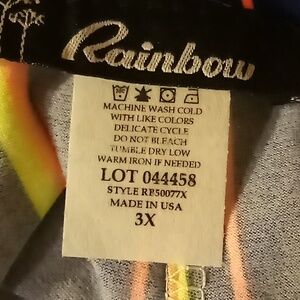 Rainbow
MACHINE WASH COLD
WITH LIKE COLORS
DELICATE CYCLE
DO NOT BLEACH
TUMBLE DRY LOW
WARM IRON IF NEEDED
LOT 044458
STYLE RB50077X
MADE IN USA
3X